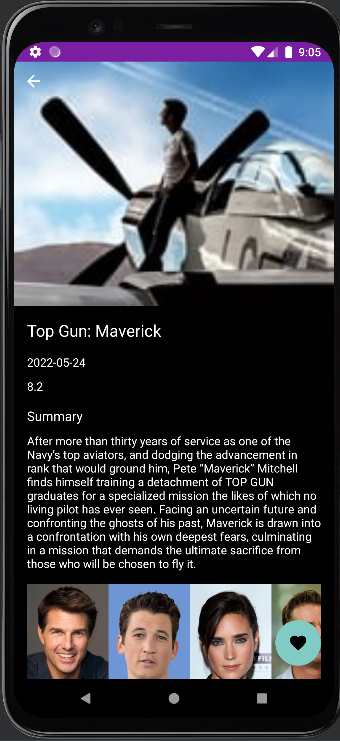 9:05
Top Gun: Maverick
2022-05-24
8.2
Summary
After more than thirty years of service as one of the
Navy's top aviators, and dodging the advancement in
rank that would ground him, Pete “Maverick” Mitchell
finds himself training a detachment of TOP GUN
graduates for a specialized mission the likes of which no
living pilot has ever seen. Facing an uncertain future and
confronting the ghosts of his past, Maverick is drawn into
a confrontation with his own deepest fears, culminating
in a mission that demands the ultimate sacrifice from
those who will be chosen to fly it.